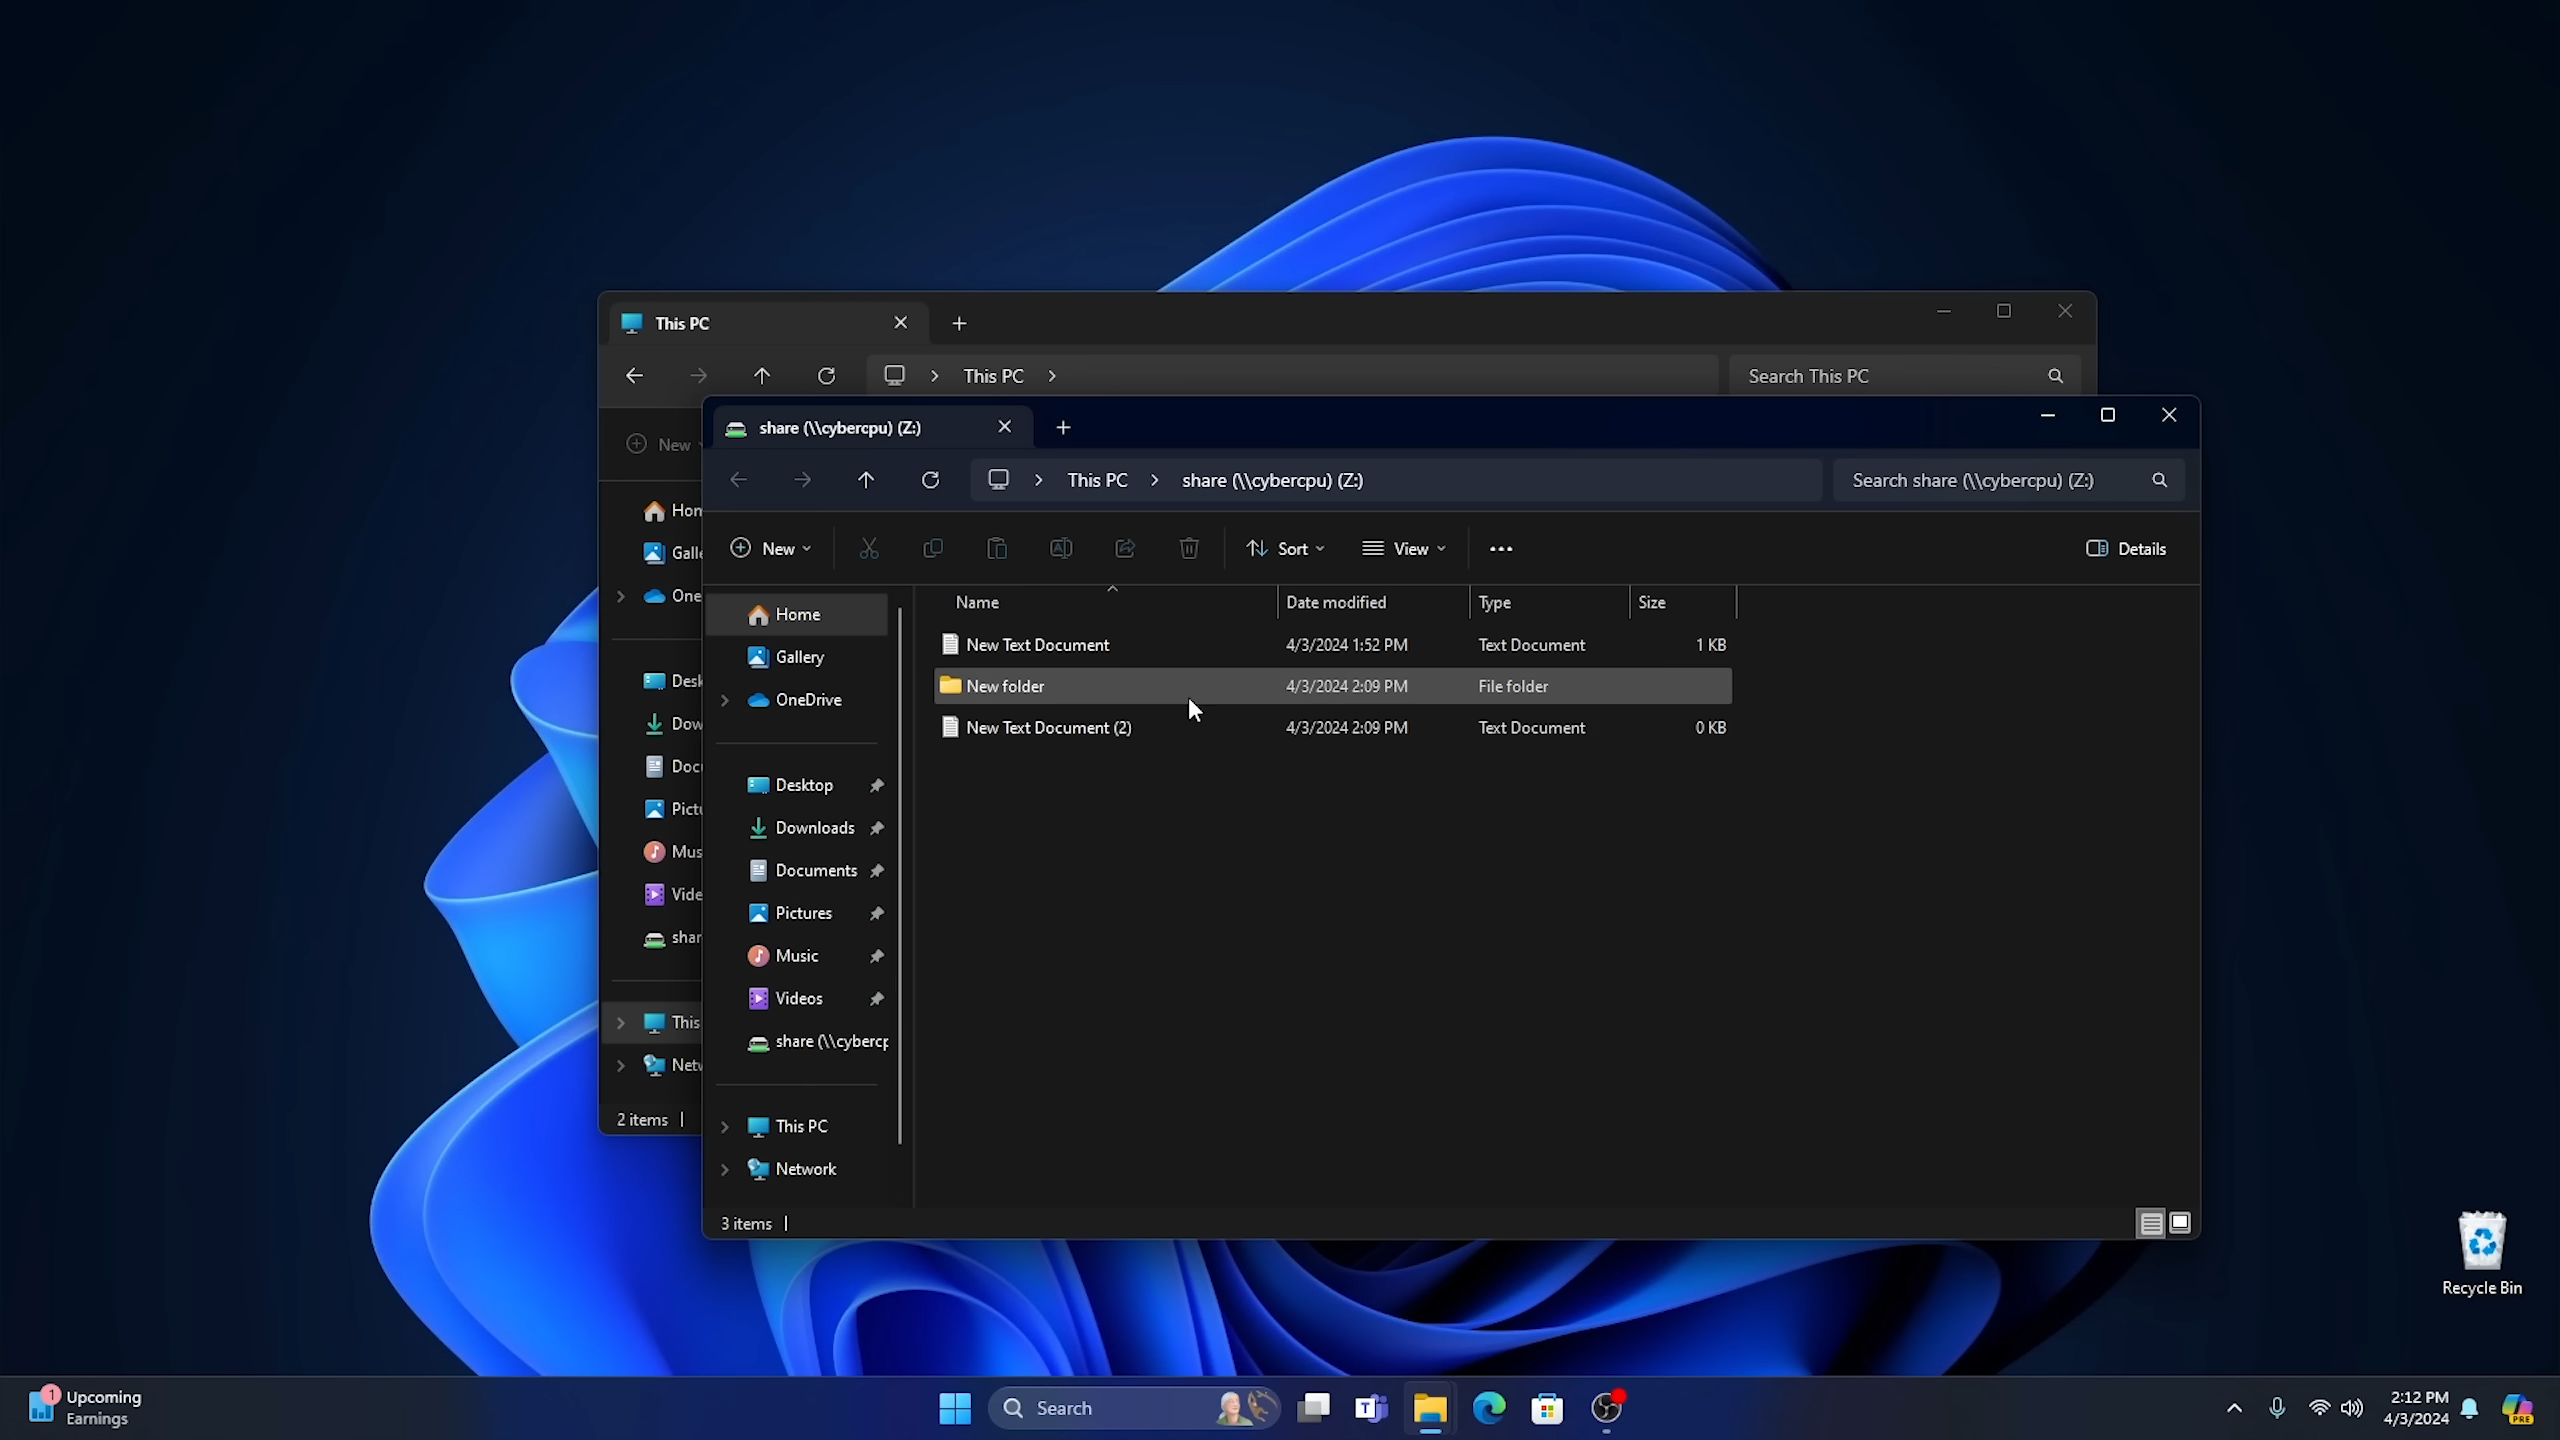 This PC
This PC
Search This PC
New
share (\\cybercpu) (Z:)
This PC
share (\\cybercpu) (Z:)
Search share (\\cybercpu) (Z:)
New
Sort
View
Details
Hom
Galle
One
Desk
Dow
Docu
Pictu
Mus
Vide
shar
This
Netv
2 items
Home
Gallery
OneDrive
Desktop
Downloads
Documents
Pictures
Music
Videos
share (\\cybercp
This PC
Network
Name Date modified Type Size
New Text Document 4/3/2024 1:52 PM Text Document 1 KB
New folder 4/3/2024 2:09 PM File folder
New Text Document (2) 4/3/2024 2:09 PM Text Document 0 KB
3 items
Recycle Bin
1
Upcoming
Earnings
Search
T
2:12 PM
4/3/2024
PRE